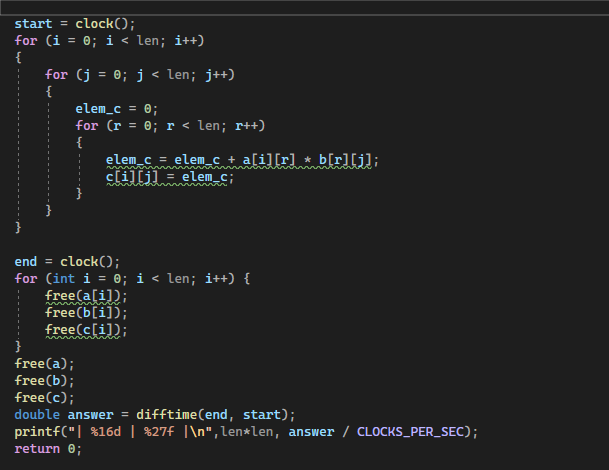 start = clock();
for (i = 0; i < len; i++)
{
    for (j = 0; j < len; j++)
    {
        elem_c = 0;
        for (r = 0; r < len; r++)
        {
            elem_c = elem_c + a[i][r] * b[r][j];
            c[i][j] = elem_c;
        }
    }
}

end = clock();
for (int i = 0; i < len; i++) {
    free(a[i]);
    free(b[i]);
    free(c[i]);
}
free(a);
free(b);
free(c);
double answer = difftime(end, start);
printf("| %16d | %27f |\n",len*len, answer / CLOCKS_PER_SEC);
return 0;